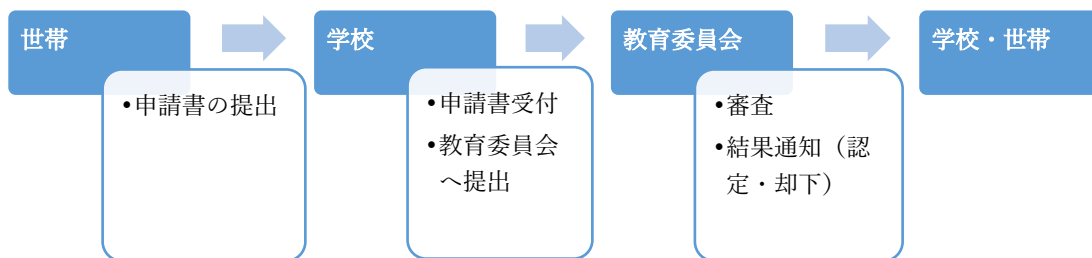 世帯
•申請書の提出
学校
•申請書受付
•教育委員会
へ提出
教育委員会
•審査
•結果通知（認
定・却下）
学校・世帯